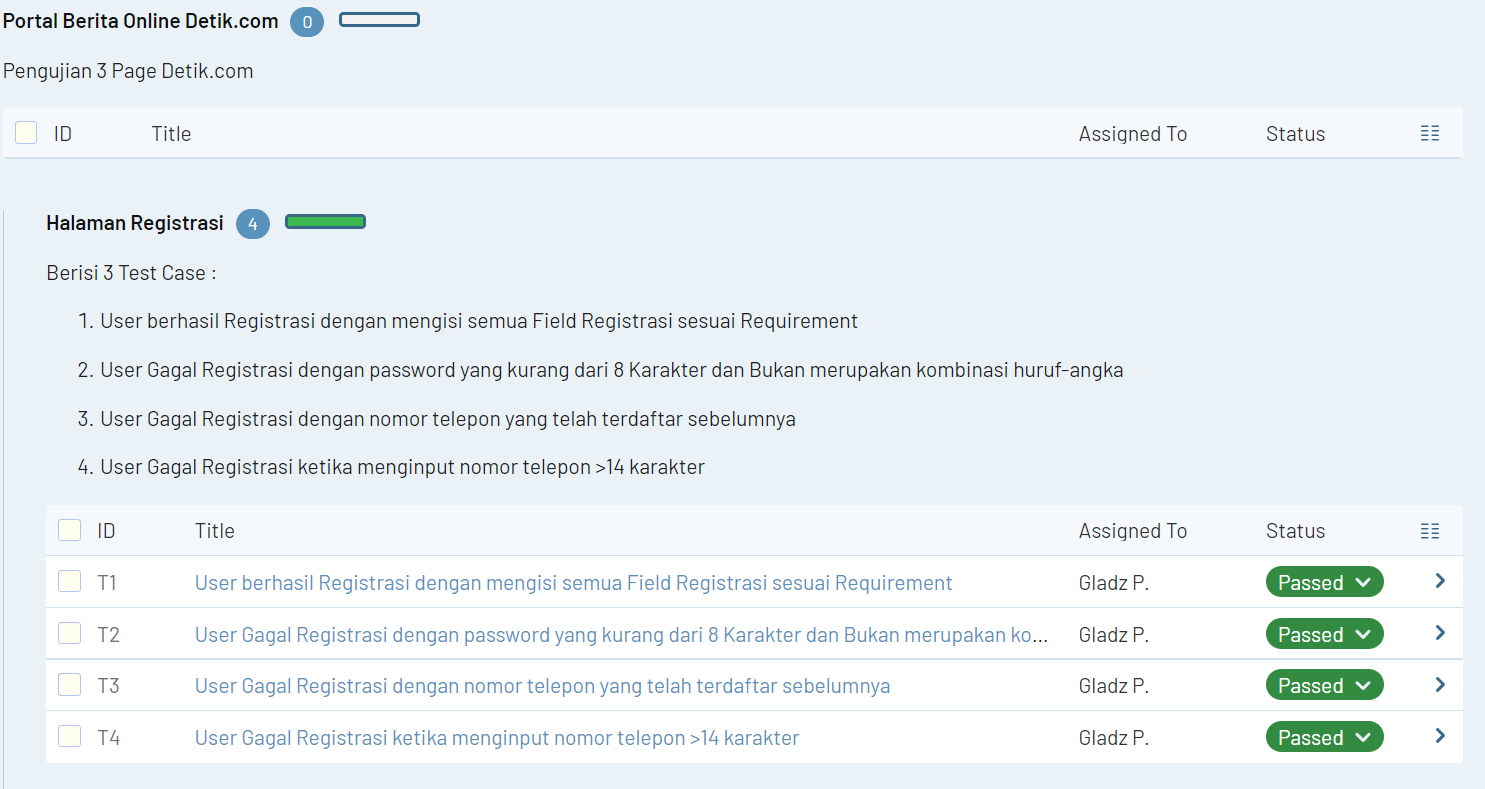 Portal Berita Online Detik.com 0
Pengujian 3 Page Detik.com
ID Title Assigned To Status
Halaman Registrasi 4
Berisi 3 Test Case :
1. User berhasil Registrasi dengan mengisi semua Field Registrasi sesuai Requirement
2. User Gagal Registrasi dengan password yang kurang dari 8 Karakter dan Bukan merupakan kombinasi huruf-angka
3. User Gagal Registrasi dengan nomor telepon yang telah terdaftar sebelumnya
4. User Gagal Registrasi ketika menginput nomor telepon >14 karakter
ID Title Assigned To Status
T1 User berhasil Registrasi dengan mengisi semua Field Registrasi sesuai Requirement Gladz P. Passed
T2 User Gagal Registrasi dengan password yang kurang dari 8 Karakter dan Bukan merupakan ko... Gladz P. Passed
T3 User Gagal Registrasi dengan nomor telepon yang telah terdaftar sebelumnya Gladz P. Passed
T4 User Gagal Registrasi ketika menginput nomor telepon >14 karakter Gladz P. Passed